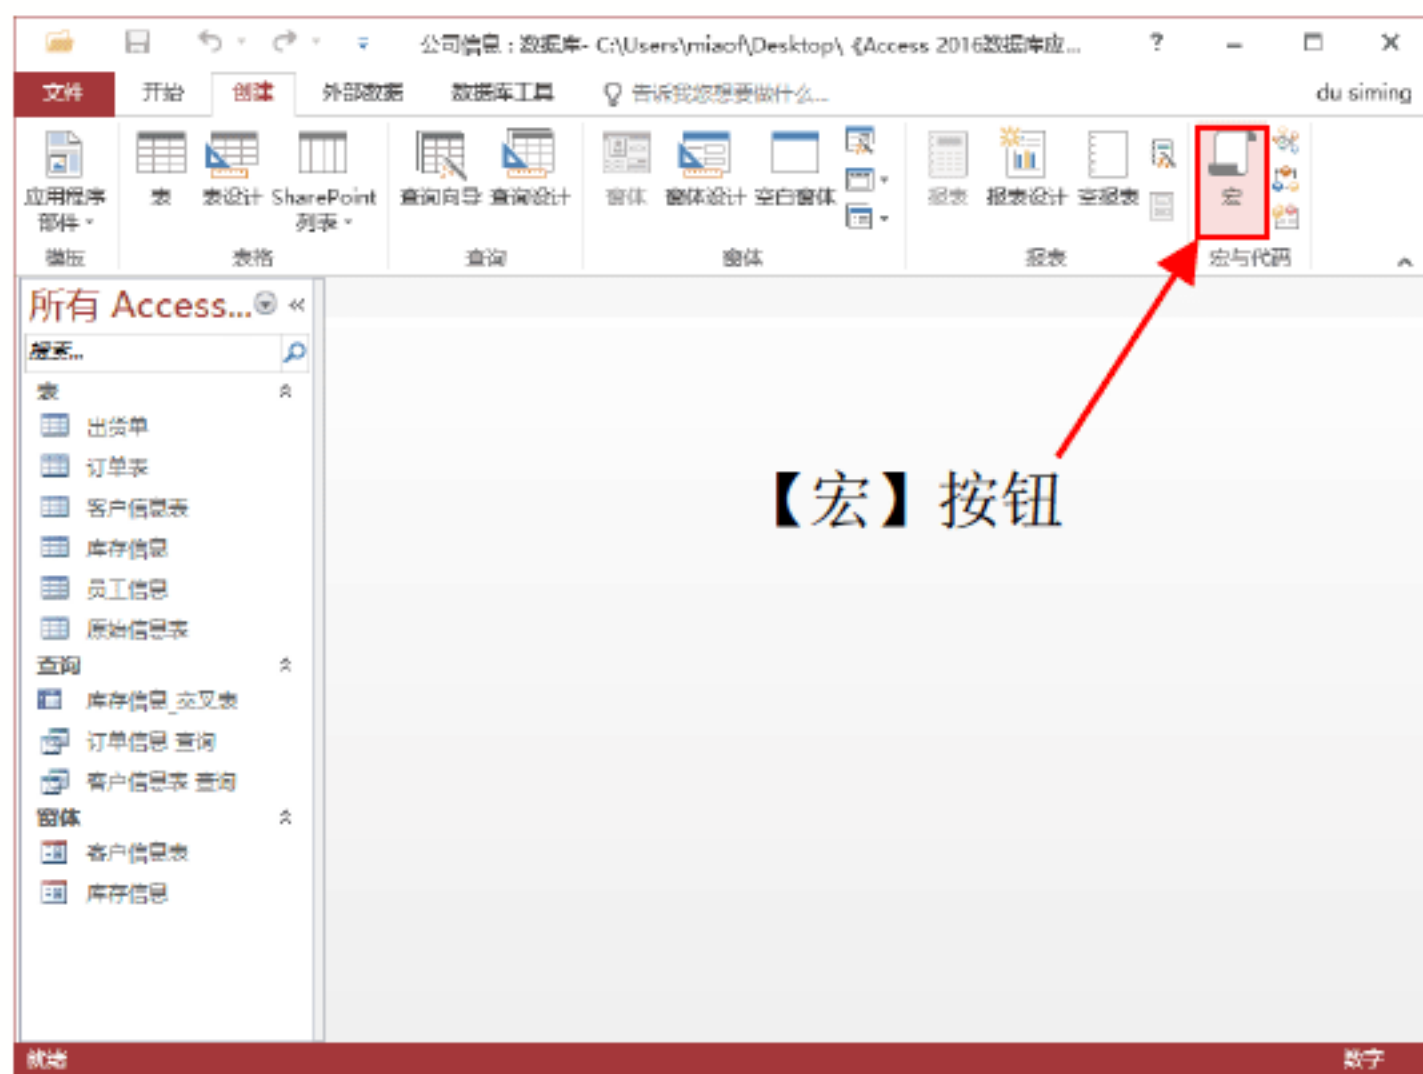 公司信息 : 数据库- C:\Users\miaof\Desktop\《Access 2016数据库应... ?
文件 开始 创建 外部数据 数据库工具 告诉我您想要做什么... du siming
应用程序部件 表 表设计 SharePoint 列表 查询向导 查询设计 窗体 窗体设计 空白窗体 报表 报表设计 空报表 宏
模板 表格 查询 窗体 报表 宏与代码
所有 Access... «
搜索...
表
出货单
订单表
客户信息表
库存信息
员工信息
原始信息表
查询
库存信息_交叉表
订单信息 查询
客户信息表 查询
窗体
客户信息表
库存信息
【宏】按钮
就绪 数字